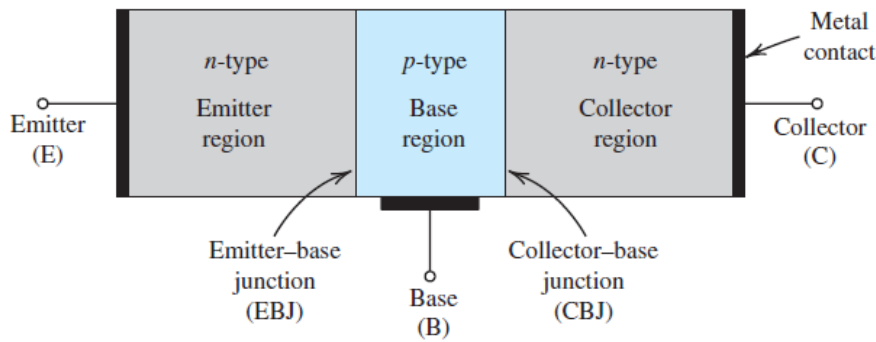 Metal
contact
n-type
Emitter
region
p-type
Base
region
n-type
Collector
region
Emitter
(E)
Collector
(C)
Emitter–base
junction
(EBJ)
Base
(B)
Collector–base
junction
(CBJ)